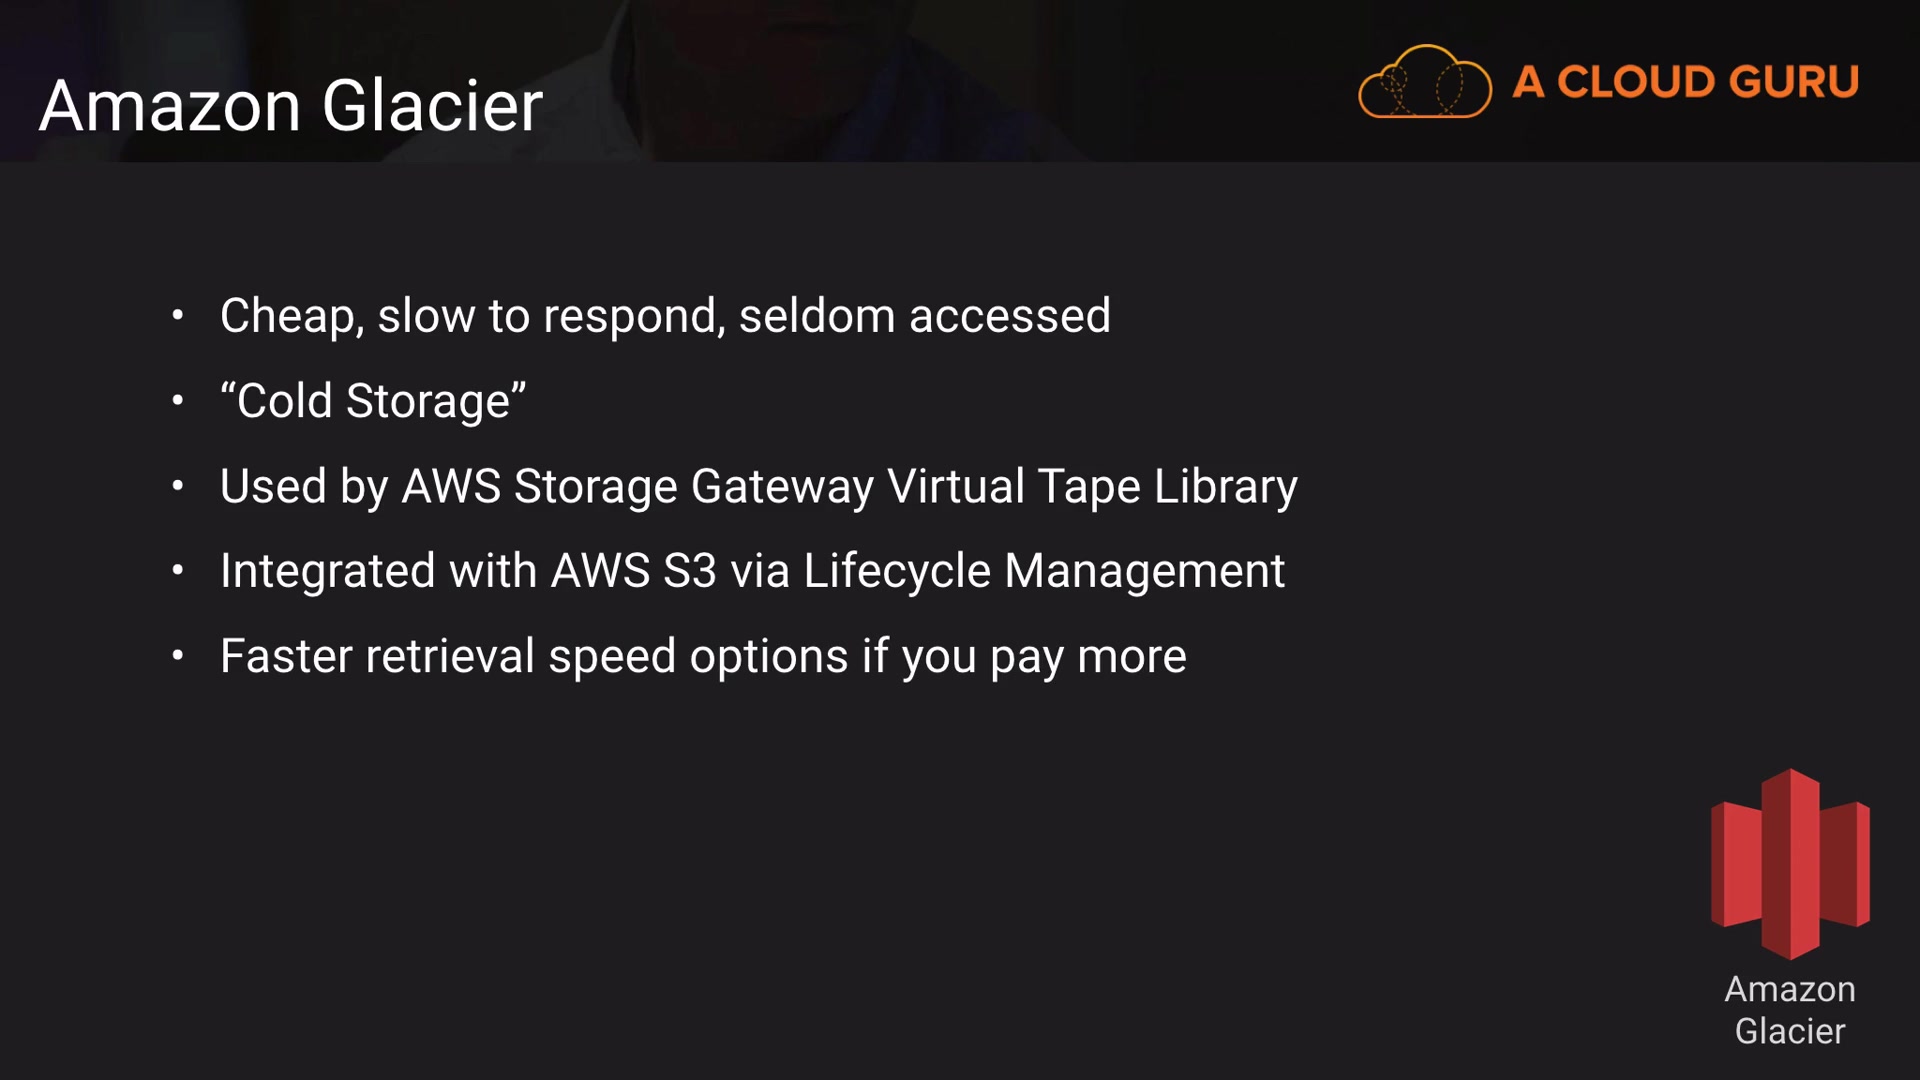 Amazon Glacier
A CLOUD GURU
• Cheap, slow to respond, seldom accessed
• “Cold Storage”
• Used by AWS Storage Gateway Virtual Tape Library
• Integrated with AWS S3 via Lifecycle Management
• Faster retrieval speed options if you pay more
Amazon
Glacier